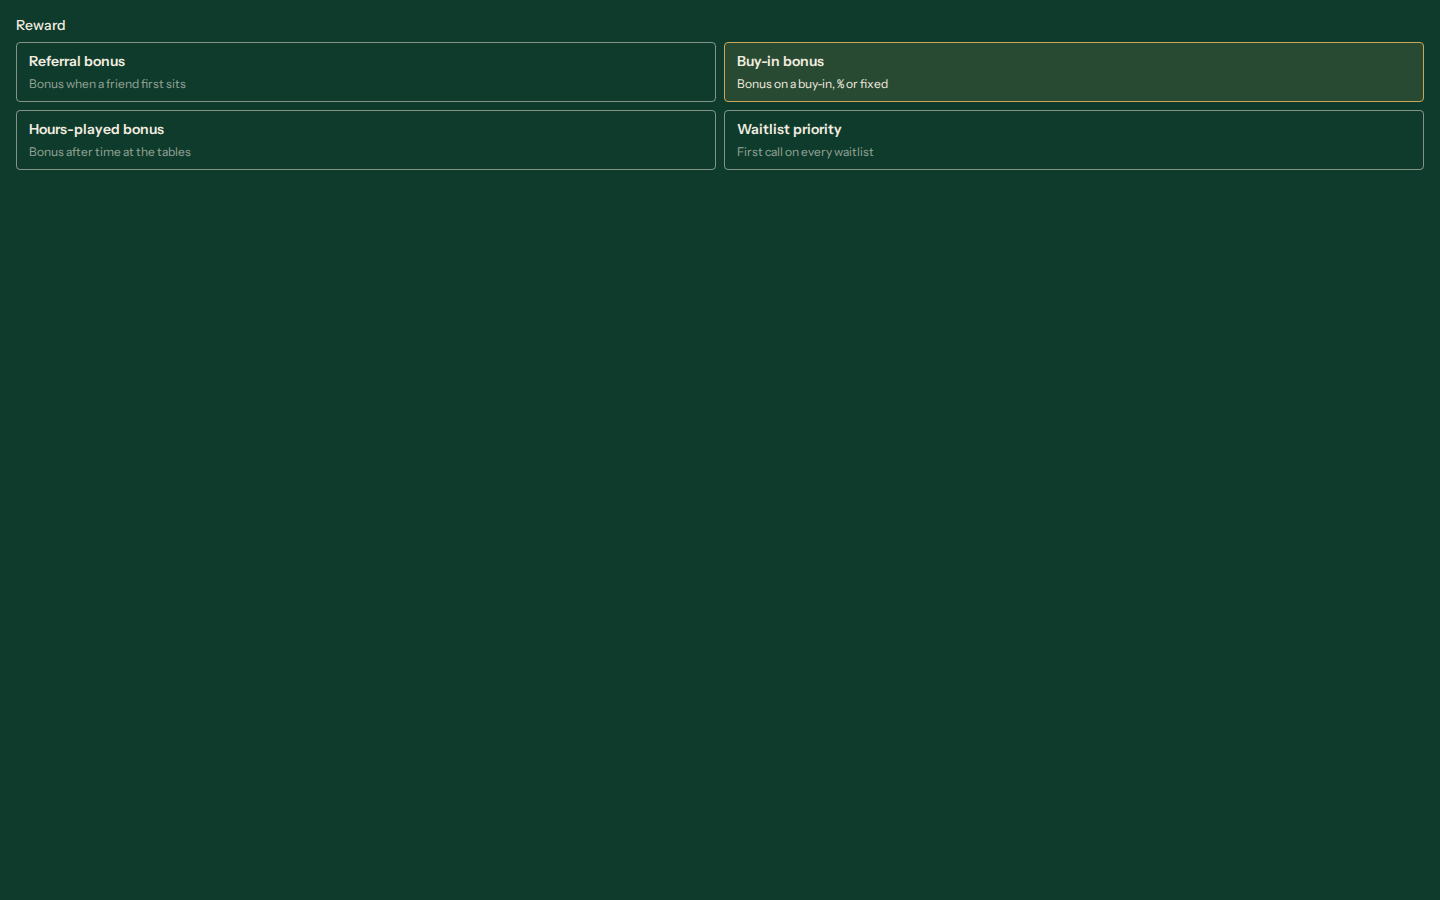 Reward
Referral bonus
Bonus when a friend first sits
Buy-in bonus
Bonus on a buy-in, % or fixed
Hours-played bonus
Bonus after time at the tables
Waitlist priority
First call on every waitlist